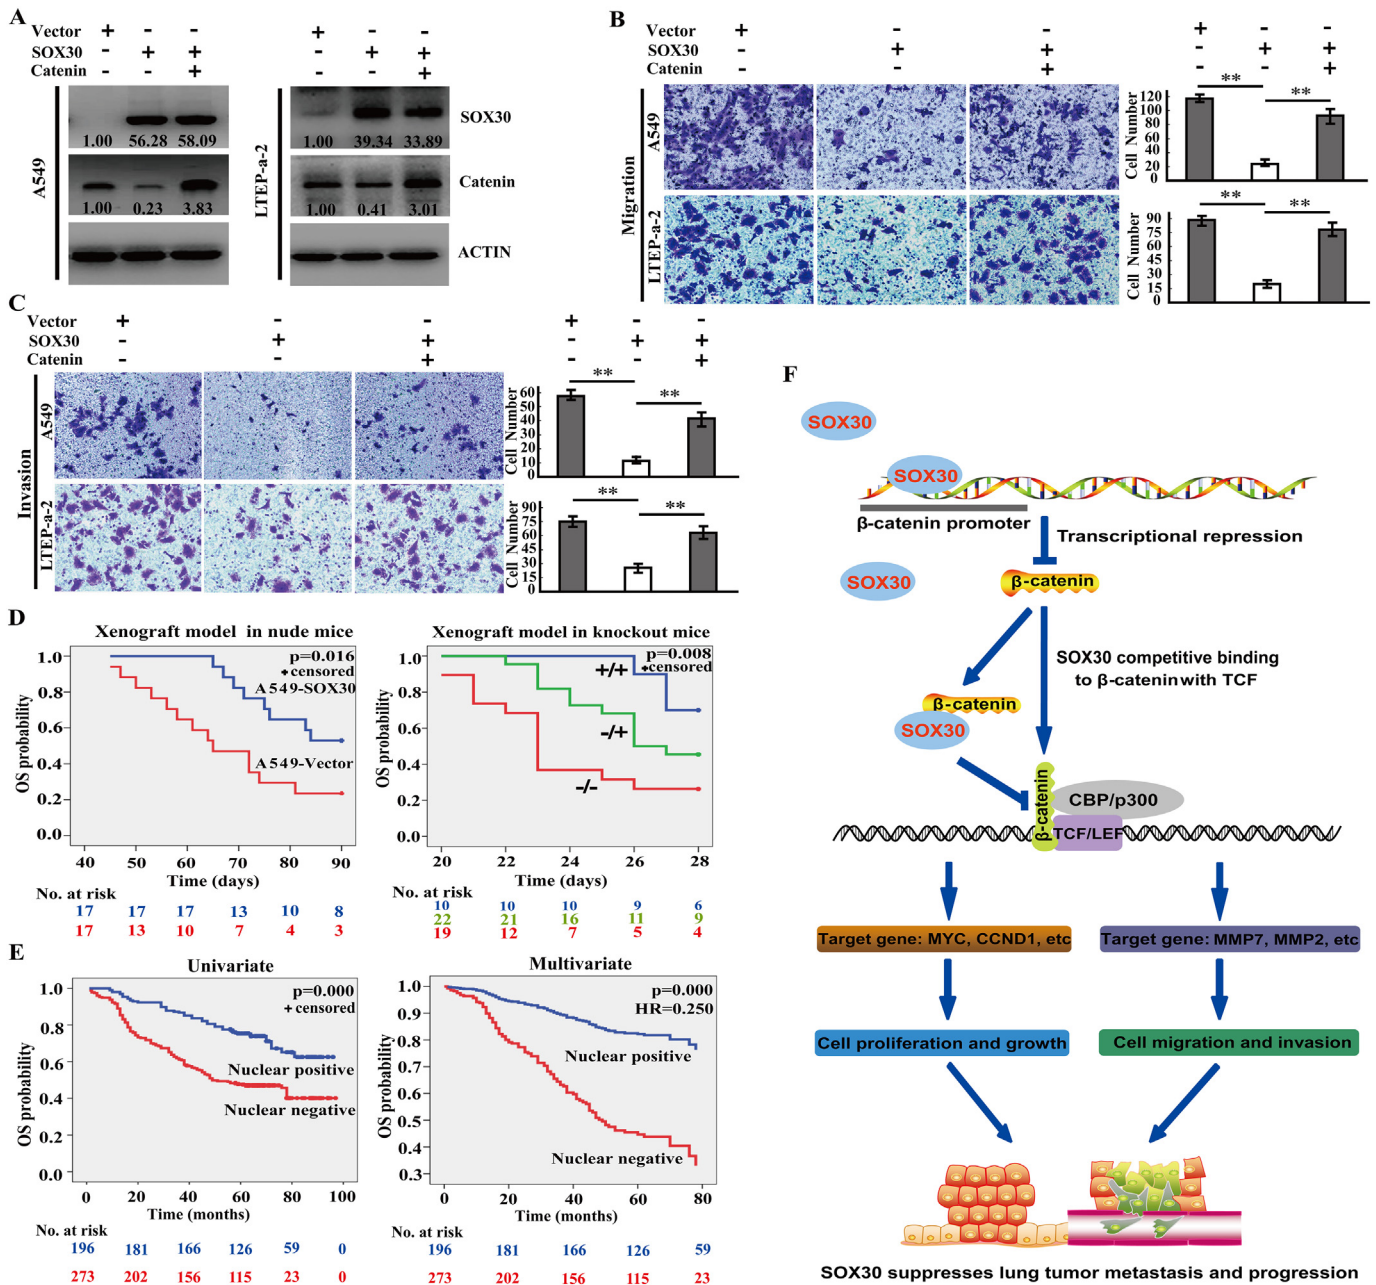 A
Vector + - - + - -
SOX30 - + + - + +
Catenin - - + - - +
A549
1.00 56.28 58.09
1.00 0.23 3.83
LTEP-a-2
1.00 39.34 33.89
1.00 0.41 3.01
SOX30
Catenin
ACTIN
B
Vector + - - + - -
SOX30 - + + - + +
Catenin - - + - - +
Migration
A549
LTEP-a-2
Cell Number
120
100
80
60
40
20
0
** **
Cell Number
90
75
60
45
30
15
0
** **
C
Vector + - - + - -
SOX30 - + + - + +
Catenin - - + - - +
Invasion
A549
LTEP-a-2
Cell Number
60
45
30
15
0
** **
Cell Number
90
75
60
45
30
15
0
** **
D
Xenograft model in nude mice
p=0.016
+censored
A549-SOX30
A549-Vector
OS probability
1.0
0.8
0.6
0.4
0.2
0.0
40 50 60 70 80 90
Time (days)
No. at risk
17 17 17 13 10 8
17 13 10 7 4 3
Xenograft model in knockout mice
p=0.008
+censored
+/+
-/+
-/-
OS probability
1.0
0.8
0.6
0.4
0.2
0.0
20 22 24 26 28
Time (days)
No. at risk
10 10 10 9 6
22 21 16 11 9
19 12 7 5 4
E
Univariate
p=0.000
+ censored
Nuclear positive
Nuclear negative
OS probability
1.0
0.8
0.6
0.4
0.2
0.0
0 20 40 60 80 100
Time (months)
No. at risk
196 181 166 126 59 0
273 202 156 115 23 0
Multivariate
p=0.000
HR=0.250
Nuclear positive
Nuclear negative
OS probability
1.0
0.9
0.8
0.7
0.6
0.5
0.4
0.3
0 20 40 60 80
Time (months)
No. at risk
196 181 166 126 59
273 202 156 115 23
F
SOX30
SOX30
β-catenin promoter
Transcriptional repression
SOX30
β-catenin
SOX30 competitive binding
to β-catenin with TCF
β-catenin
SOX30
β-catenin
CBP/p300
TCF/LEF
Target gene: MYC, CCND1, etc
Target gene: MMP7, MMP2, etc
Cell proliferation and growth
Cell migration and invasion
SOX30 suppresses lung tumor metastasis and progression